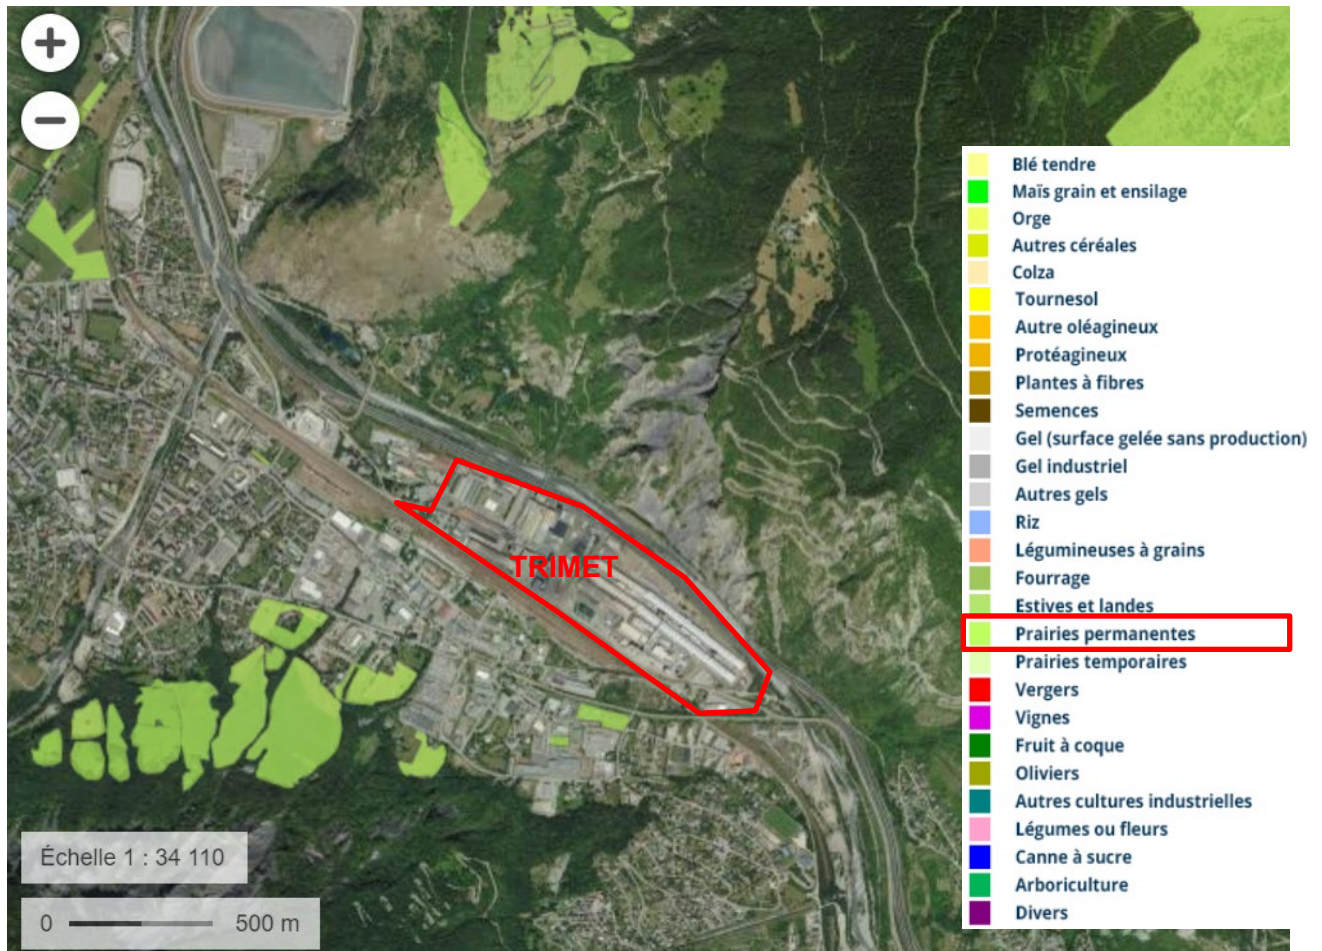 +
−
Blé tendre
Maïs grain et ensilage
Orge
Autres céréales
Colza
Tournesol
Autre oléagineux
Protéagineux
Plantes à fibres
Semences
Gel (surface gelée sans production)
Gel industriel
Autres gels
Riz
Légumineuses à grains
Fourrage
Estives et landes
Prairies permanentes
Prairies temporaires
Vergers
Vignes
Fruit à coque
Oliviers
Autres cultures industrielles
Légumes ou fleurs
Canne à sucre
Arboriculture
Divers
TRIMET
Échelle 1 : 34 110
0 500 m